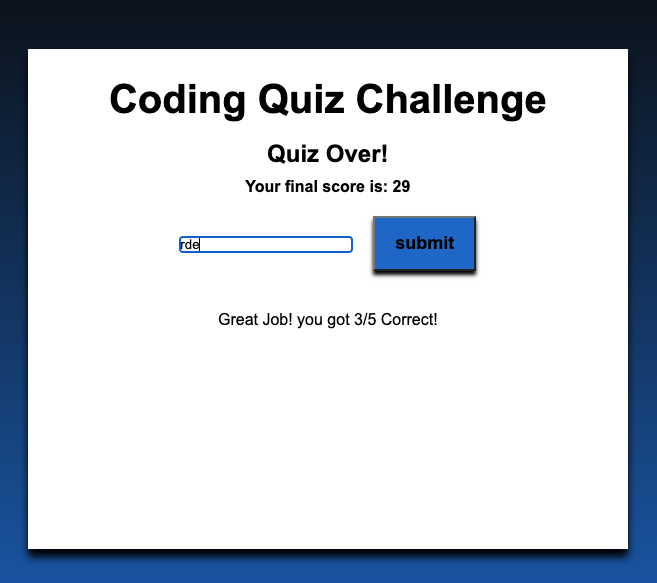 Coding Quiz Challenge
Quiz Over!
Your final score is: 29
rde
submit
Great Job! you got 3/5 Correct!